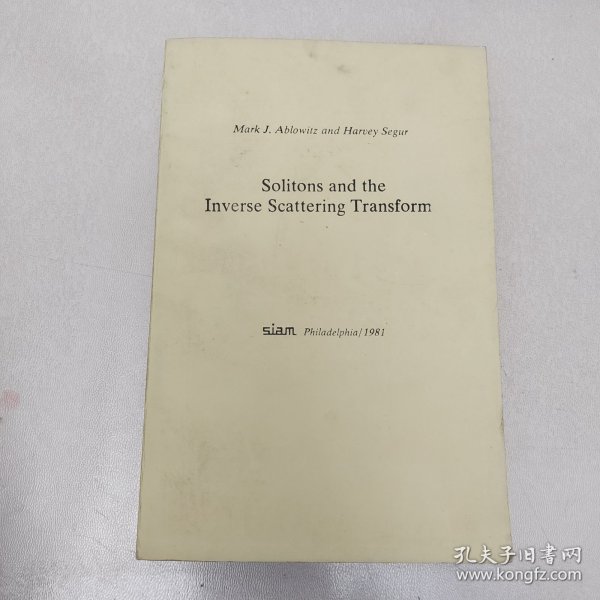 Mark J. Ablowitz and Harvey Segur
Solitons and the
Inverse Scattering Transform
siam Philadelphia/1981
孔夫子旧书网
www.kongfz.com